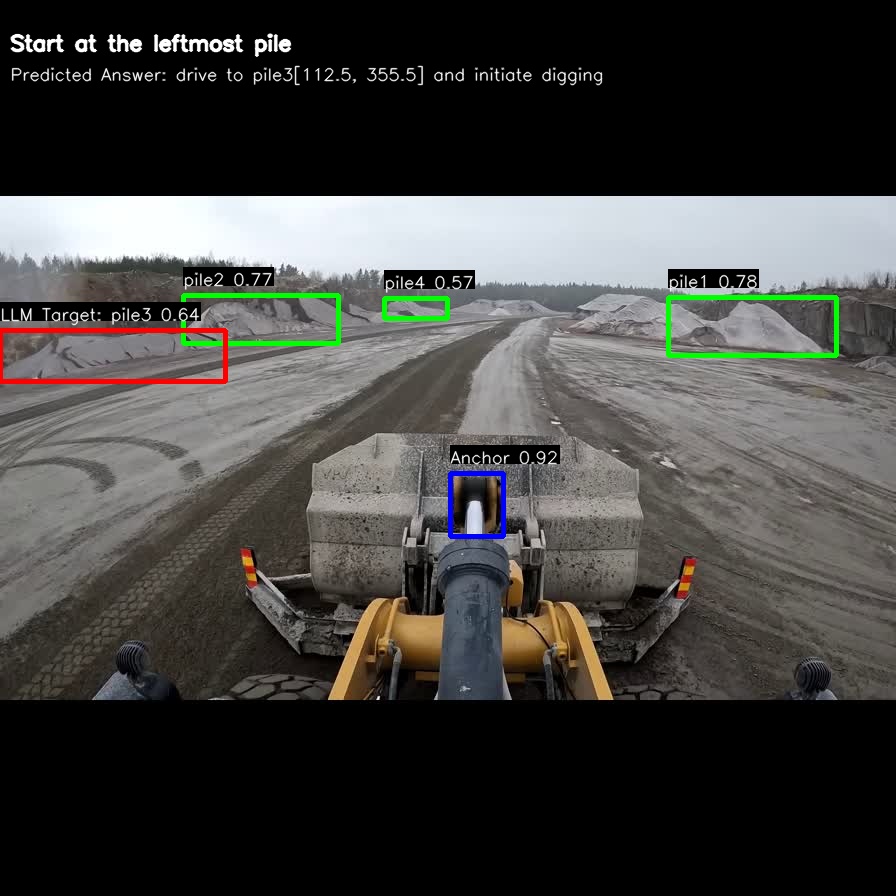 Start at the leftmost pile
Predicted Answer: drive to pile3[112.5, 355.5] and initiate digging
pile2 0.77
pile4 0.57
pile1 0.78
LLM Target: pile3 0.64
Anchor 0.92